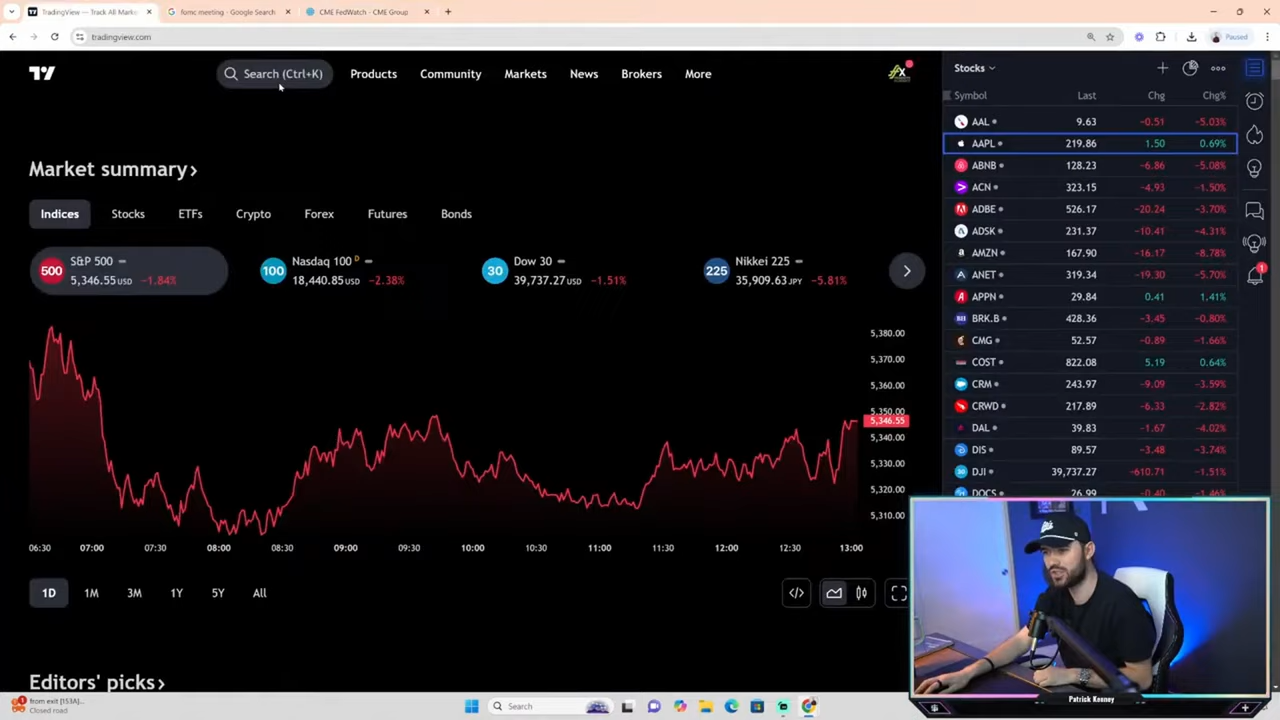 TradingView — Track All Marke
fomc meeting - Google Search
CME FedWatch - CME Group
tradingview.com
Paused
Search (Ctrl+K)
Products
Community
Markets
News
Brokers
More
Market summary
Indices
Stocks
ETFs
Crypto
Forex
Futures
Bonds
500
S&P 500
5,346.55 USD −1.84%
100
Nasdaq 100 D
18,440.85 USD −2.38%
30
Dow 30
39,737.27 USD −1.51%
225
Nikkei 225
35,909.63 JPY −5.81%
5,380.00
5,370.00
5,360.00
5,350.00
5,346.55
5,340.00
5,330.00
5,320.00
5,310.00
06:30 07:00 07:30 08:00 08:30 09:00 09:30 10:00 10:30 11:00 11:30 12:00 12:30 13:00
1D 1M 3M 1Y 5Y All
Editors' picks
Stocks
Symbol Last Chg Chg%
AAL 9.63 −0.51 −5.03%
AAPL 219.86 1.50 0.69%
ABNB 128.23 −6.86 −5.08%
ACN 323.15 −4.93 −1.50%
ADBE 526.17 −20.24 −3.70%
ADSK 231.37 −10.41 −4.31%
AMZN 167.90 −16.17 −8.78%
ANET 319.34 −19.30 −5.70%
APPN 29.84 0.41 1.41%
BRK.B 428.36 −3.45 −0.80%
CMG 52.57 −0.89 −1.66%
COST 822.08 5.19 0.64%
CRM 243.97 −9.09 −3.59%
CRWD 217.89 −6.33 −2.82%
DAL 39.83 −1.67 −4.02%
DIS 89.57 −3.48 −3.74%
DJI 39,737.27 −610.71 −1.51%
DOCS 26.99 −0.40 −1.46%
1
Patrick Kenney
from exit [153A]...
Closed road
Search